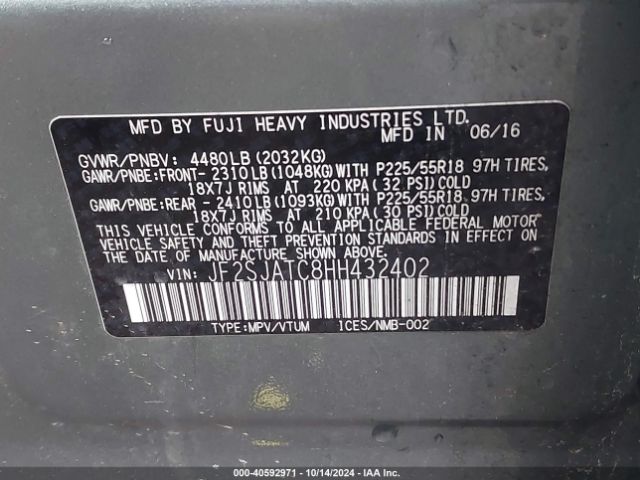 MFD BY FUJI HEAVY INDUSTRIES LTD.
MFD IN 06/16
GVWR/PNBV: 4480LB(2032KG)
GAWR/PNBE:FRONT- 2310LB(1048KG)WITH P225/55R18 97H TIRES,
18X7J RIMS AT 220 KPA(32 PSI)COLD
GAWR/PNBE:REAR - 2410LB(1093KG)WITH P225/55R18 97H TIRES,
18X7J RIMS AT 210 KPA(30 PSI)COLD
THIS VEHICLE CONFORMS TO ALL APPLICABLE FEDERAL MOTOR
VEHICLE SAFETY AND THEFT PREVENTION STANDARDS IN EFFECT ON
THE DATE OF MANUFACTURE SHOWN ABOVE.
VIN: JF2SJATC8HH432402
TYPE:MPV/VTUM ICES/NMB-002
000-40592971 - 10/14/2024 - IAA Inc.